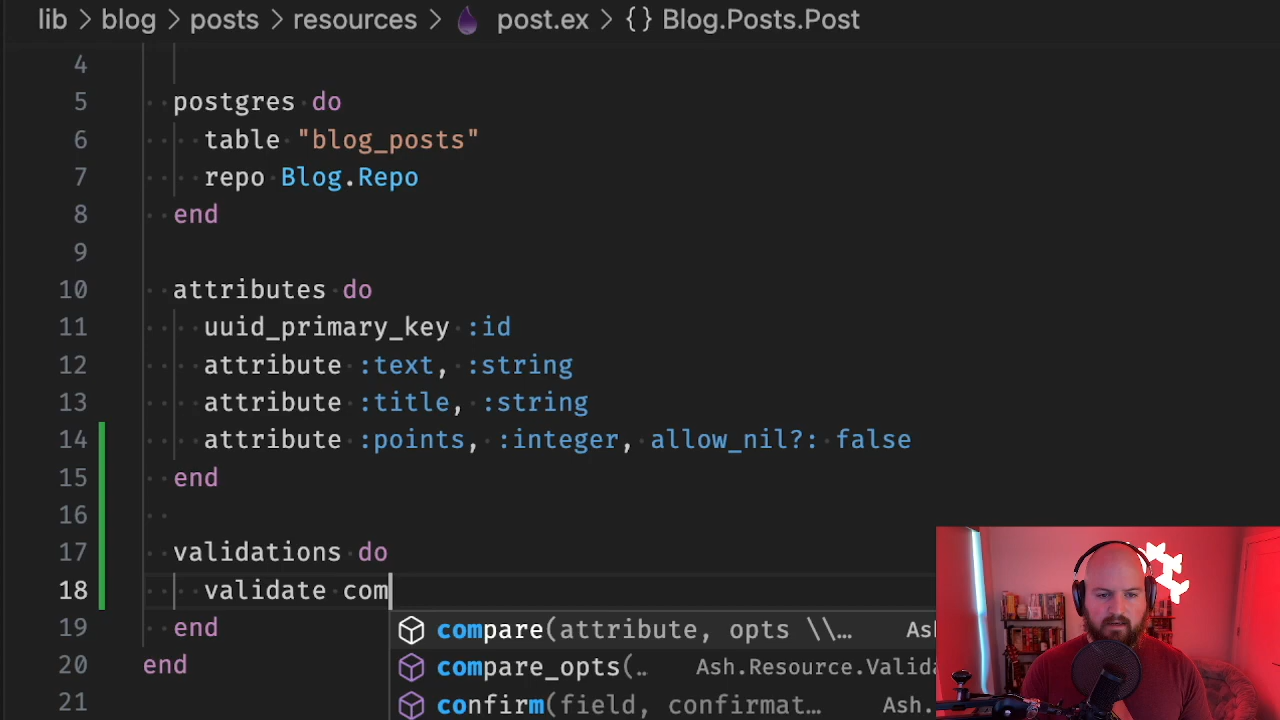 lib > blog > posts > resources > post.ex > {} Blog.Posts.Post
4
5 postgres do
6 table "blog_posts"
7 repo Blog.Repo
8 end
9
10 attributes do
11 uuid_primary_key :id
12 attribute :text, :string
13 attribute :title, :string
14 attribute :points, :integer, allow_nil?: false
15 end
16
17 validations do
18 validate com
compare(attribute, opts \\… Ash
19 end
compare_opts(… Ash.Resource.Valida
20 end
confirm(field, confirmat… Ash.
21